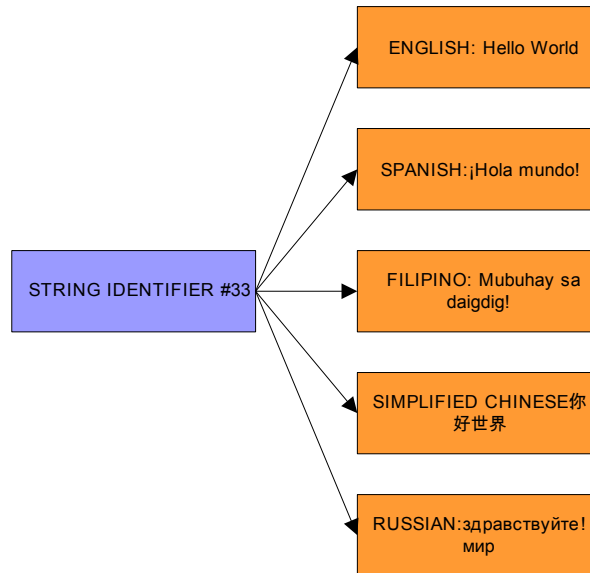 ENGLISH: Hello World
SPANISH:¡Hola mundo!
STRING IDENTIFIER #33
FILIPINO: Mubuhay sa
daigdig!
SIMPLIFIED CHINESE你
好世界
RUSSIAN:здравствуйте!
мир